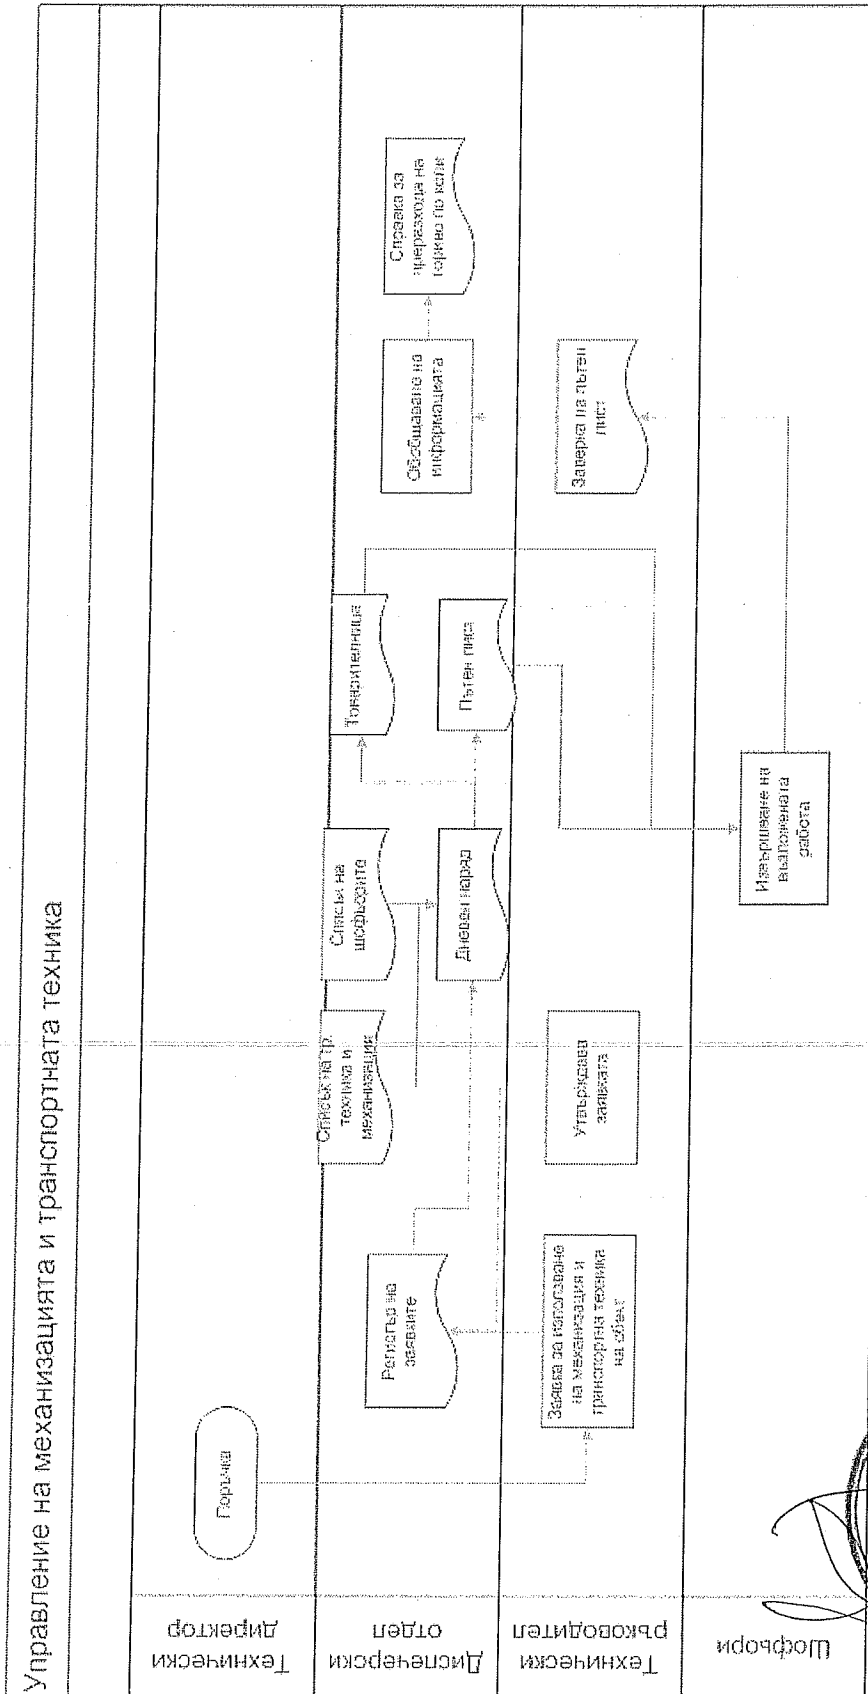 Управление на механизацията и транспортната техника
Технически
директор
Поръчка
Диспечерски
отдел
Регистър на
заявките
Списък на тр.
техника и
механизация
Списък на
шофьорите
Дневен наряд
Товарителница
Пътен лист
Обобщаване на
информацията
Справка за
преразхода на
гориво по коли
Технически
ръководител
Заявка за използване
на механизация и
транспортна техника
на обект
Утвърждава
заявката
Заверка на пътен
лист
Шофьори
Извършване на
възложената
работа